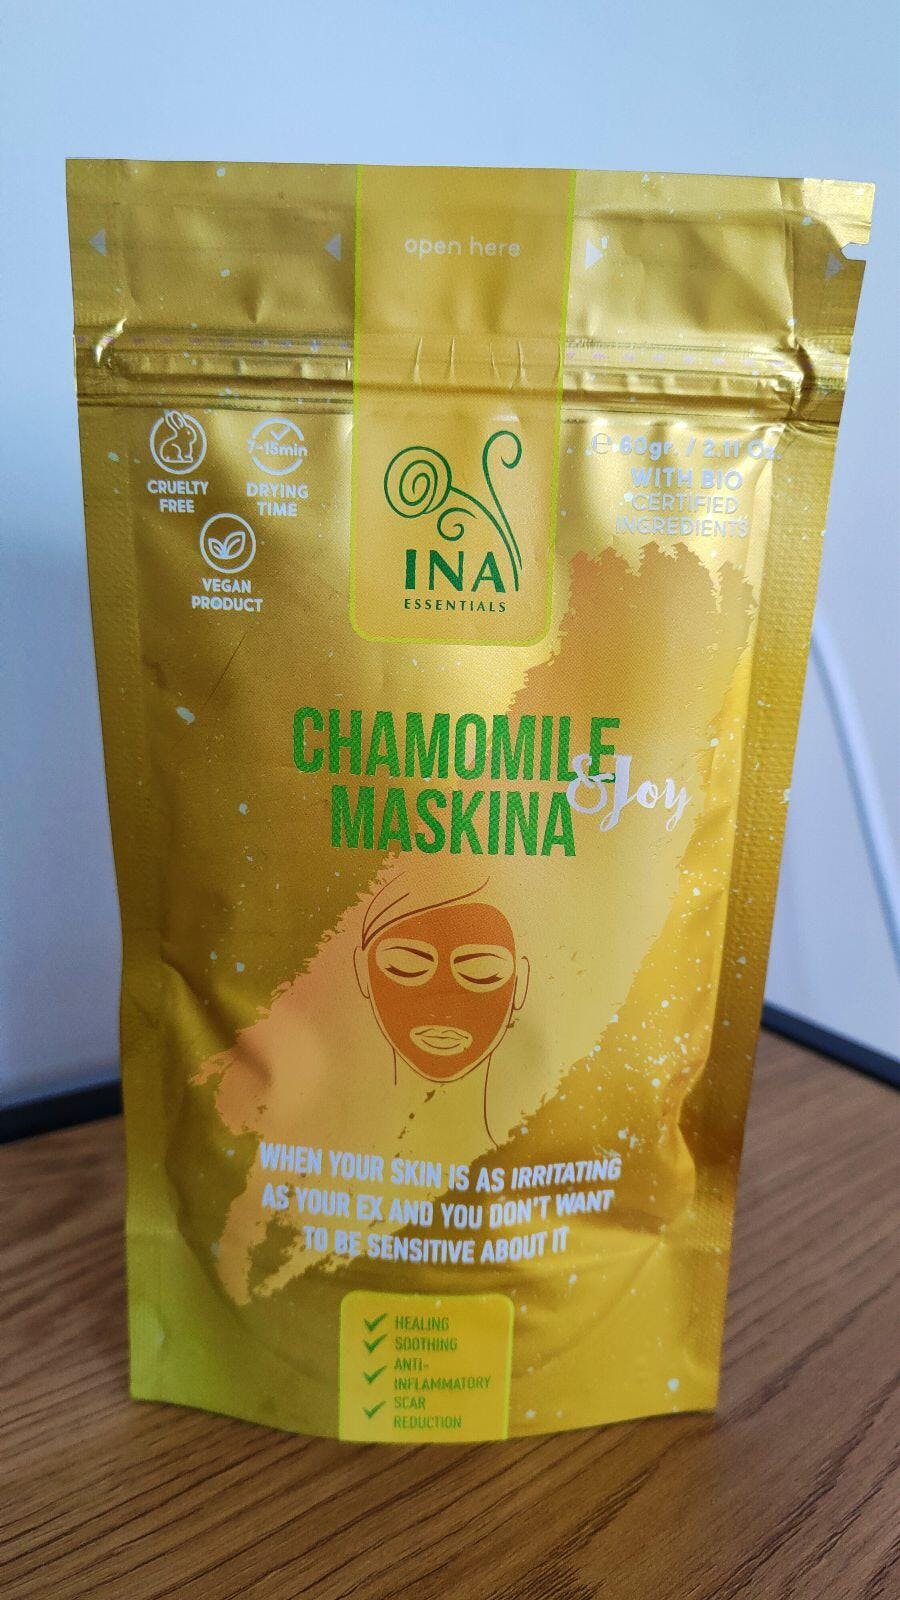 open here
7-15min
CRUELTY
FREE
DRYING
TIME
VEGAN
PRODUCT
INA
ESSENTIALS
℮ 60gr. / 2.11 Oz.
WITH BIO
CERTIFIED
INGREDIENTS
CHAMOMILE
&Joy
MASKINA
WHEN YOUR SKIN IS AS IRRITATING
AS YOUR EX AND YOU DON'T WANT
TO BE SENSITIVE ABOUT IT
HEALING
SOOTHING
ANTI-
INFLAMMATORY
SCAR
REDUCTION